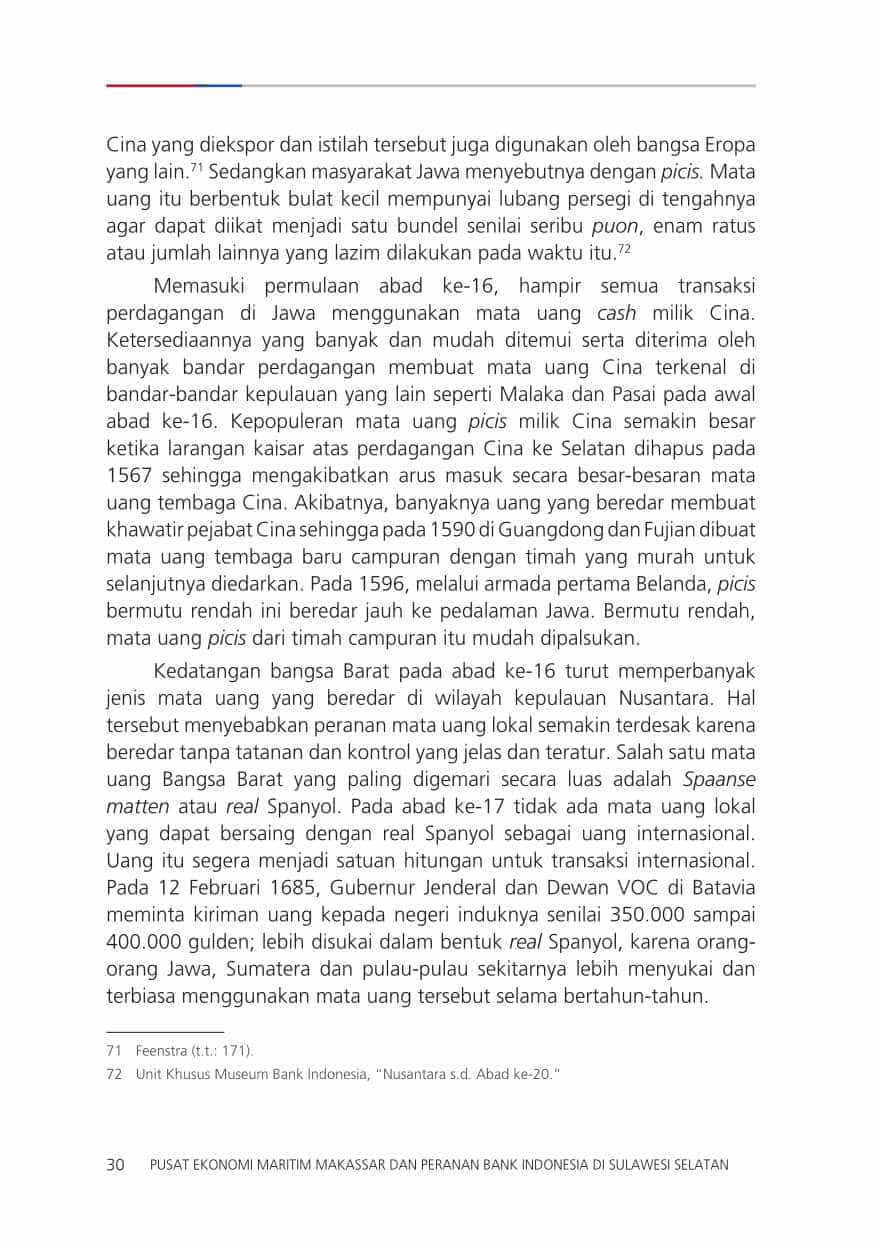 Cina yang diekspor dan istilah tersebut juga digunakan oleh bangsa Eropa
yang lain.71 Sedangkan masyarakat Jawa menyebutnya dengan picis. Mata
uang itu berbentuk bulat kecil mempunyai lubang persegi di tengahnya
agar dapat diikat menjadi satu bundel senilai seribu puon, enam ratus
atau jumlah lainnya yang lazim dilakukan pada waktu itu.72
Memasuki permulaan abad ke-16, hampir semua transaksi
perdagangan di Jawa menggunakan mata uang cash milik Cina.
Ketersediaannya yang banyak dan mudah ditemui serta diterima oleh
banyak bandar perdagangan membuat mata uang Cina terkenal di
bandar-bandar kepulauan yang lain seperti Malaka dan Pasai pada awal
abad ke-16. Kepopuleran mata uang picis milik Cina semakin besar
ketika larangan kaisar atas perdagangan Cina ke Selatan dihapus pada
1567 sehingga mengakibatkan arus masuk secara besar-besaran mata
uang tembaga Cina. Akibatnya, banyaknya uang yang beredar membuat
khawatir pejabat Cina sehingga pada 1590 di Guangdong dan Fujian dibuat
mata uang tembaga baru campuran dengan timah yang murah untuk
selanjutnya diedarkan. Pada 1596, melalui armada pertama Belanda, picis
bermutu rendah ini beredar jauh ke pedalaman Jawa. Bermutu rendah,
mata uang picis dari timah campuran itu mudah dipalsukan.
Kedatangan bangsa Barat pada abad ke-16 turut memperbanyak
jenis mata uang yang beredar di wilayah kepulauan Nusantara. Hal
tersebut menyebabkan peranan mata uang lokal semakin terdesak karena
beredar tanpa tatanan dan kontrol yang jelas dan teratur. Salah satu mata
uang Bangsa Barat yang paling digemari secara luas adalah Spaanse
matten atau real Spanyol. Pada abad ke-17 tidak ada mata uang lokal
yang dapat bersaing dengan real Spanyol sebagai uang internasional.
Uang itu segera menjadi satuan hitungan untuk transaksi internasional.
Pada 12 Februari 1685, Gubernur Jenderal dan Dewan VOC di Batavia
meminta kiriman uang kepada negeri induknya senilai 350.000 sampai
400.000 gulden; lebih disukai dalam bentuk real Spanyol, karena orang-
orang Jawa, Sumatera dan pulau-pulau sekitarnya lebih menyukai dan
terbiasa menggunakan mata uang tersebut selama bertahun-tahun.
71 Feenstra (t.t.: 171).
72 Unit Khusus Museum Bank Indonesia, “Nusantara s.d. Abad ke-20.”
30 PUSAT EKONOMI MARITIM MAKASSAR DAN PERANAN BANK INDONESIA DI SULAWESI SELATAN